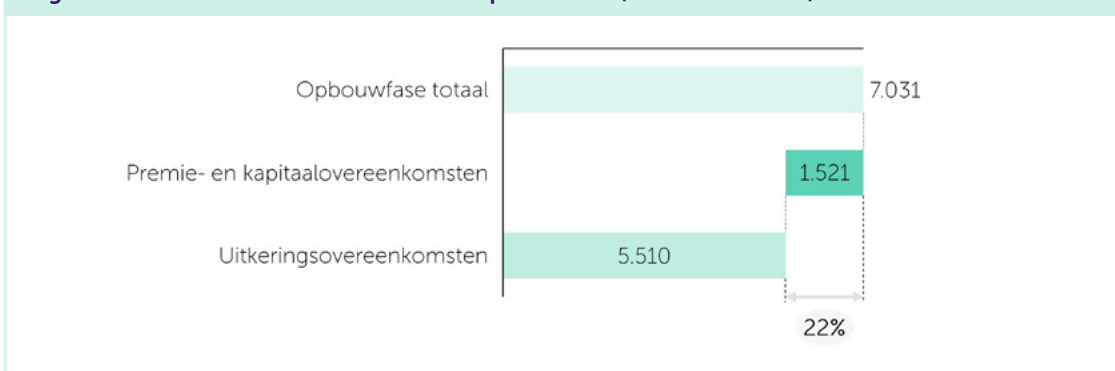 Opbouwfase totaal 7.031
Premie- en kapitaalovereenkomsten 1.521
Uitkeringsovereenkomsten 5.510
22%